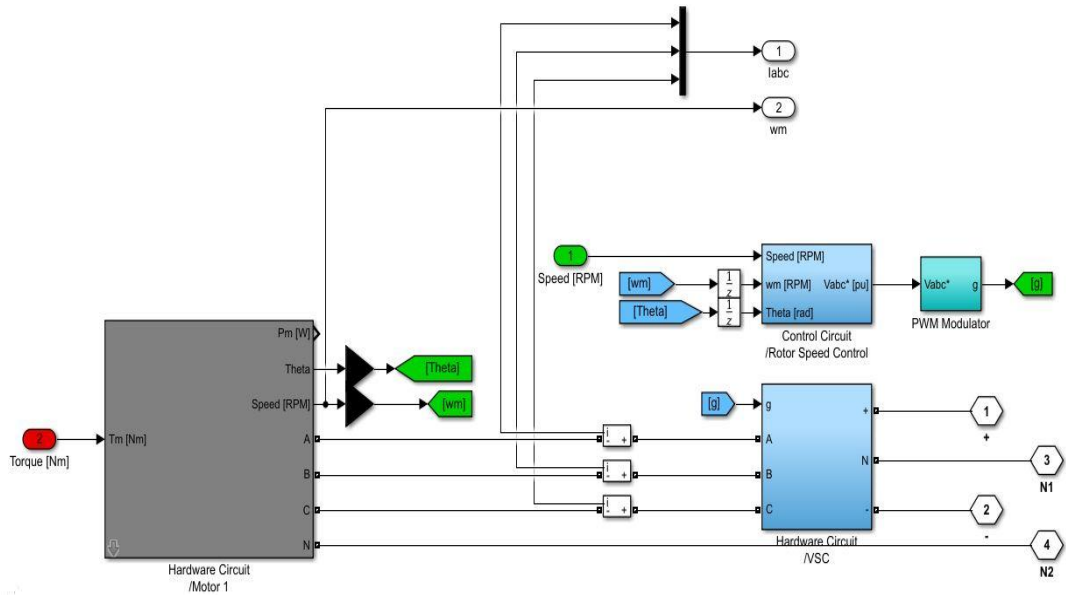 1
Iabc
2
wm
1
Speed [RPM]
[wm]
[Theta]
1
z
1
z
Speed [RPM]
wm [RPM]
Vabc* [pu]
Theta [rad]
Control Circuit
/Rotor Speed Control
Vabc*
g
PWM Modulator
[g]
Pm [W]
Theta
Speed [RPM]
Tm [Nm]
A
B
C
N
2
Torque [Nm]
Hardware Circuit
/Motor 1
[Theta]
[wm]
i
- +
i
- +
i
- +
[g]
g
A
B
C
+
N
-
Hardware Circuit
/VSC
1
+
3
N1
2
-
4
N2